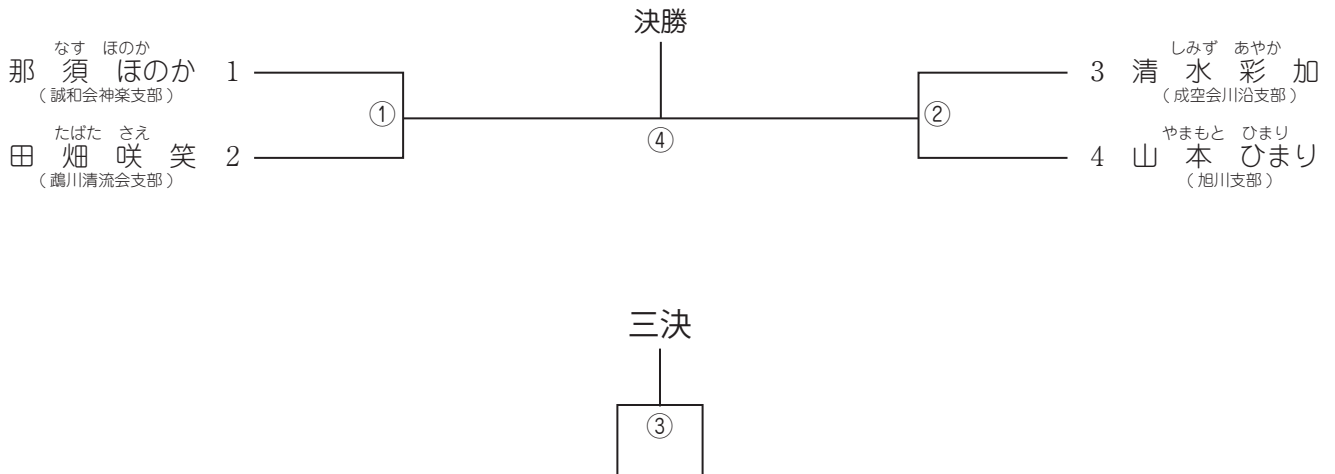 決勝
なす ほのか
那須 ほのか 1
(誠和会神楽支部)
①
たばた さえ
田畑 咲笑 2
(鵡川清流会支部)
④
しみず あやか
3 清水彩加
(成空会川沿支部)
②
やまもと ひまり
4 山本 ひまり
(旭川支部)
三決
③